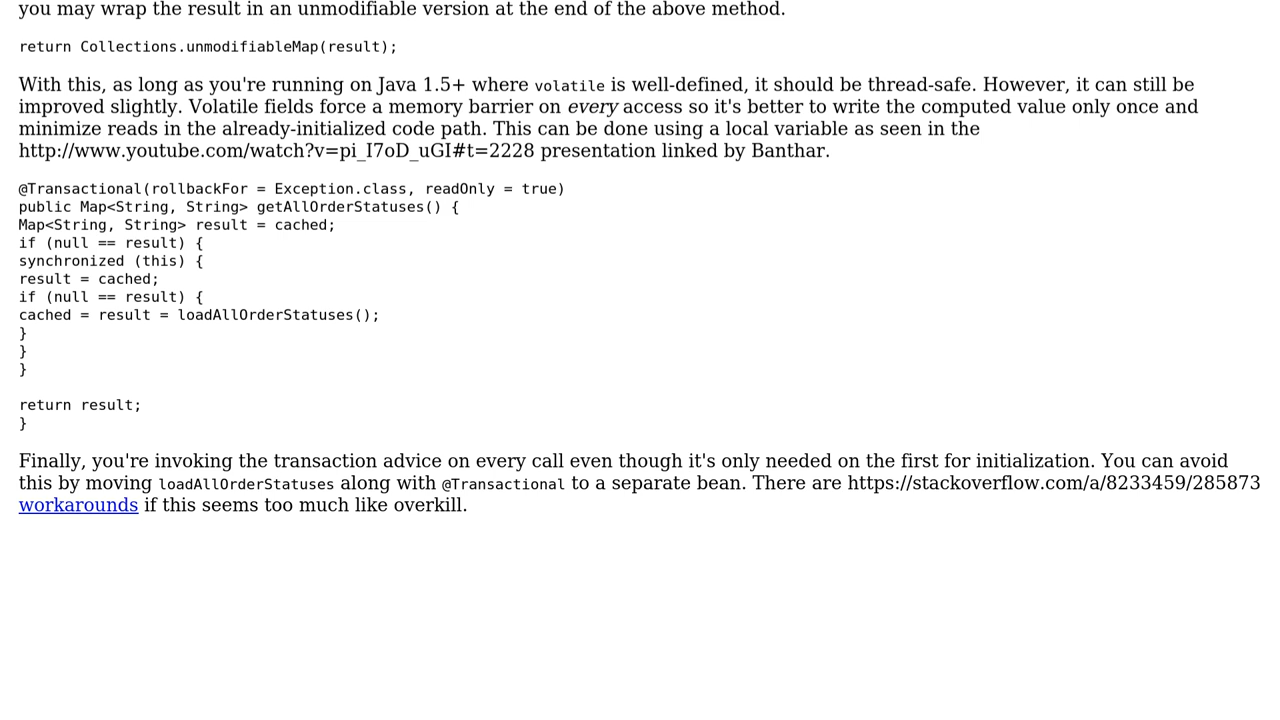 you may wrap the result in an unmodifiable version at the end of the above method.
return Collections.unmodifiableMap(result);
With this, as long as you're running on Java 1.5+ where volatile is well-defined, it should be thread-safe. However, it can still be
improved slightly. Volatile fields force a memory barrier on every access so it's better to write the computed value only once and
minimize reads in the already-initialized code path. This can be done using a local variable as seen in the
http://www.youtube.com/watch?v=pi_I7oD_uGI#t=2228 presentation linked by Banthar.
@Transactional(rollbackFor = Exception.class, readOnly = true)
public Map<String, String> getAllOrderStatuses() {
Map<String, String> result = cached;
if (null == result) {
synchronized (this) {
result = cached;
if (null == result) {
cached = result = loadAllOrderStatuses();
}
}
}
return result;
}
Finally, you're invoking the transaction advice on every call even though it's only needed on the first for initialization. You can avoid
this by moving loadAllOrderStatuses along with @Transactional to a separate bean. There are https://stackoverflow.com/a/8233459/285873
workarounds if this seems too much like overkill.